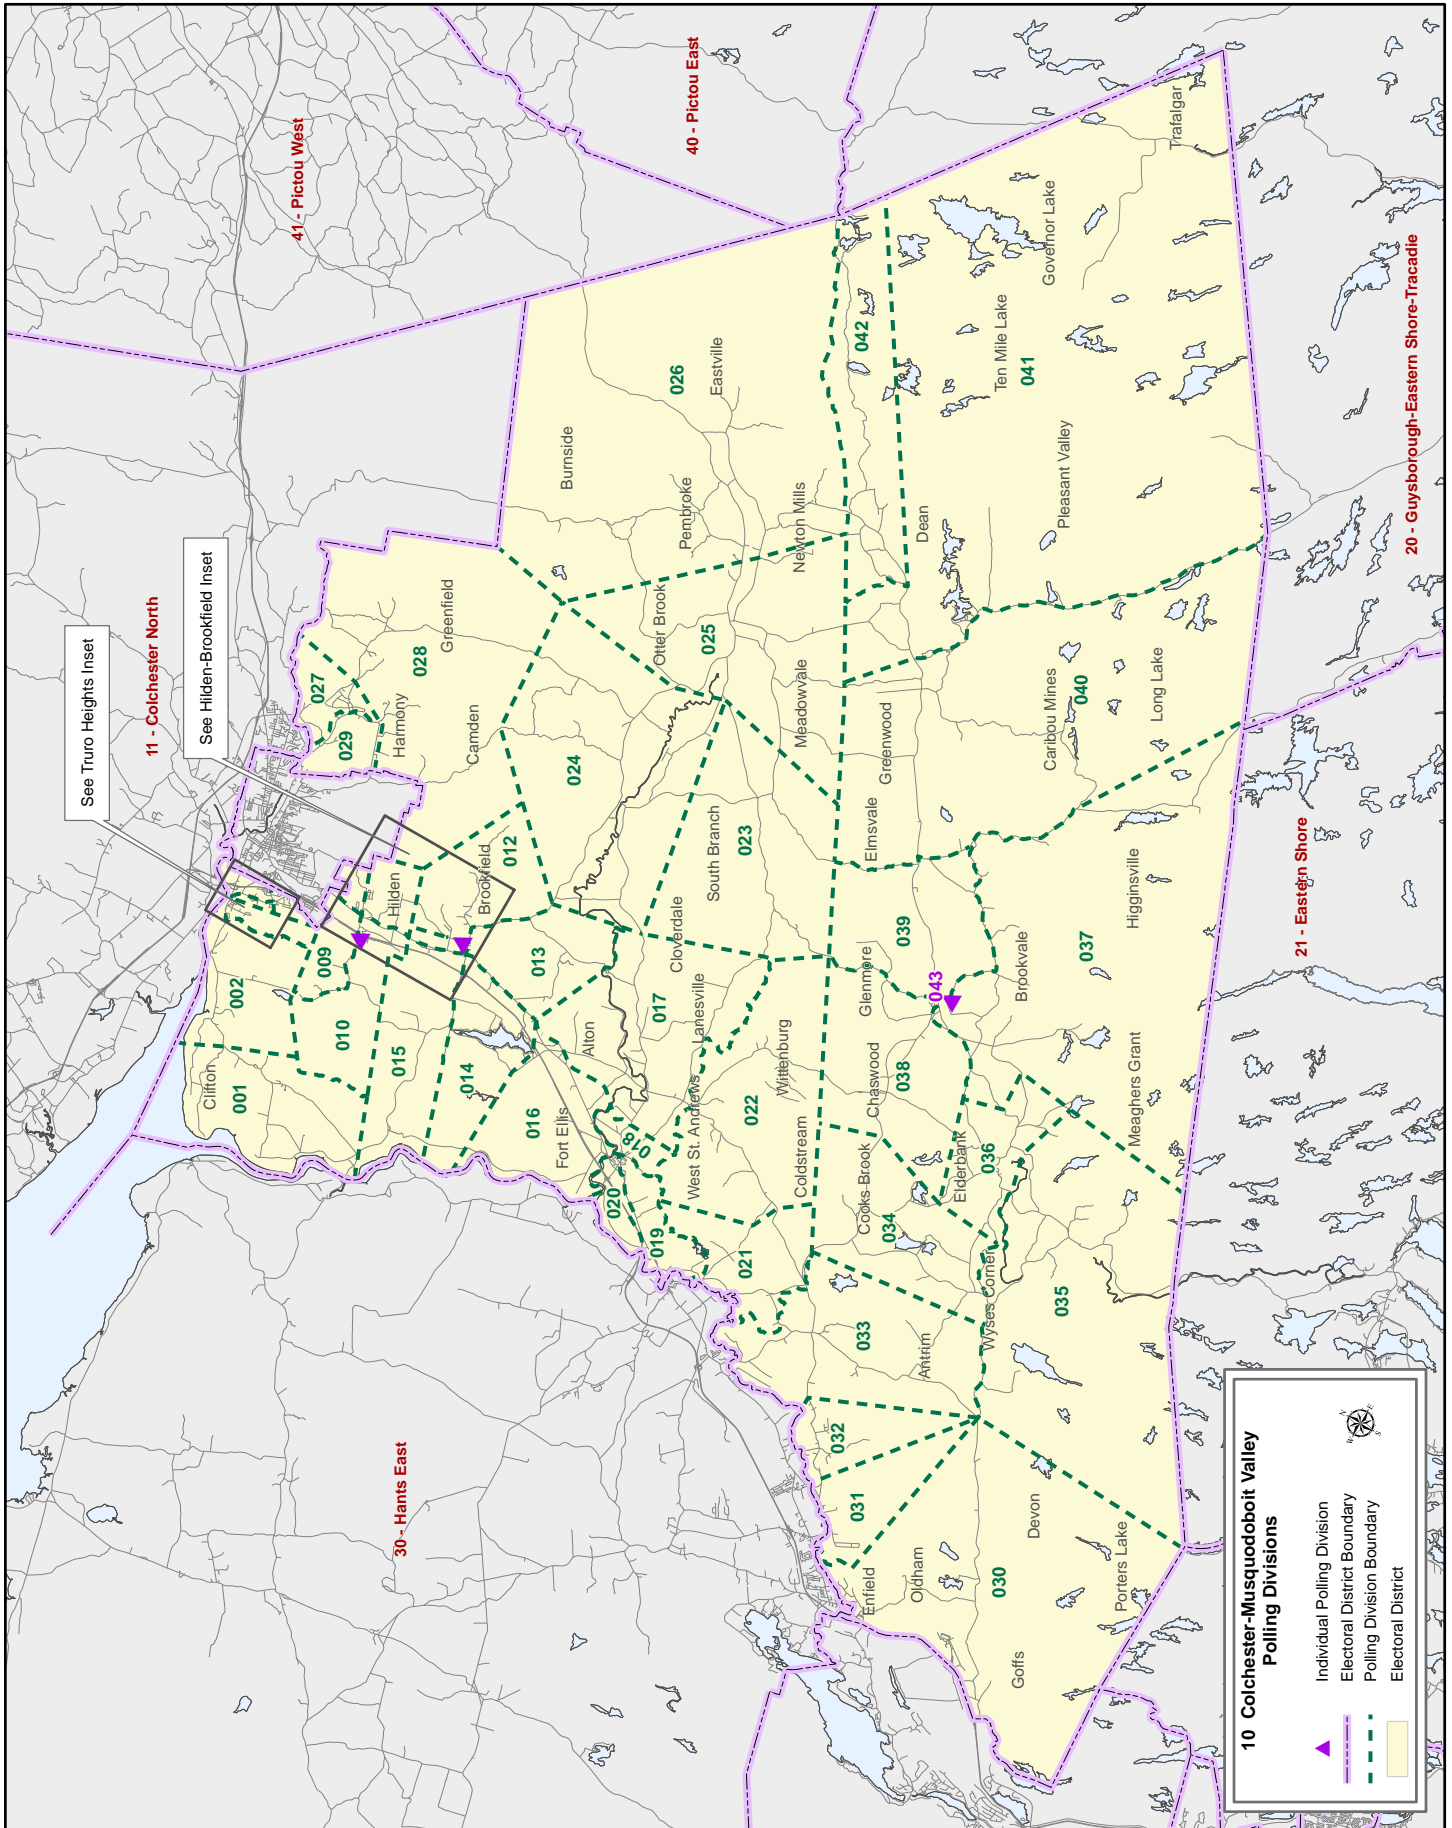 41 - Pictou West
40 - Pictou East
11 - Colchester North
See Truro Heights Inset
See Hilden-Brookfield Inset
30 - Hants East
20 - Guysborough-Eastern Shore-Tracadie
21 - Eastern Shore
Trafalgar
Governor Lake
Ten Mile Lake
041
042
026
Eastville
Burnside
Pembroke
Newton Mills
Dean
Pleasant Valley
Otter Brook
025
Meadowvale
Greenfield
028
027
029
Harmony
Camden
024
Greenwood
Caribou Mines
040
Long Lake
South Branch
023
Elmsvale
012
Brookfield
Hilden
Higginsville
037
Brookvale
039
Glenmore
043
Cloverdale
017
Lanesville
013
Alton
009
002
010
015
014
016
Fort Ellis
001
Clifton
018
020
019
West St. Andrews
022
Wittenburg
Coldstream
Chaswood
038
Cooks Brook
034
Elderbank
036
Meaghers Grant
021
035
Wyses Corner
033
Antrim
032
031
Enfield
Oldham
Devon
030
Porters Lake
Goffs
10 Colchester-Musquodoboit Valley
Polling Divisions
Individual Polling Division
Electoral District Boundary
Polling Division Boundary
Electoral District
N
E
S
W